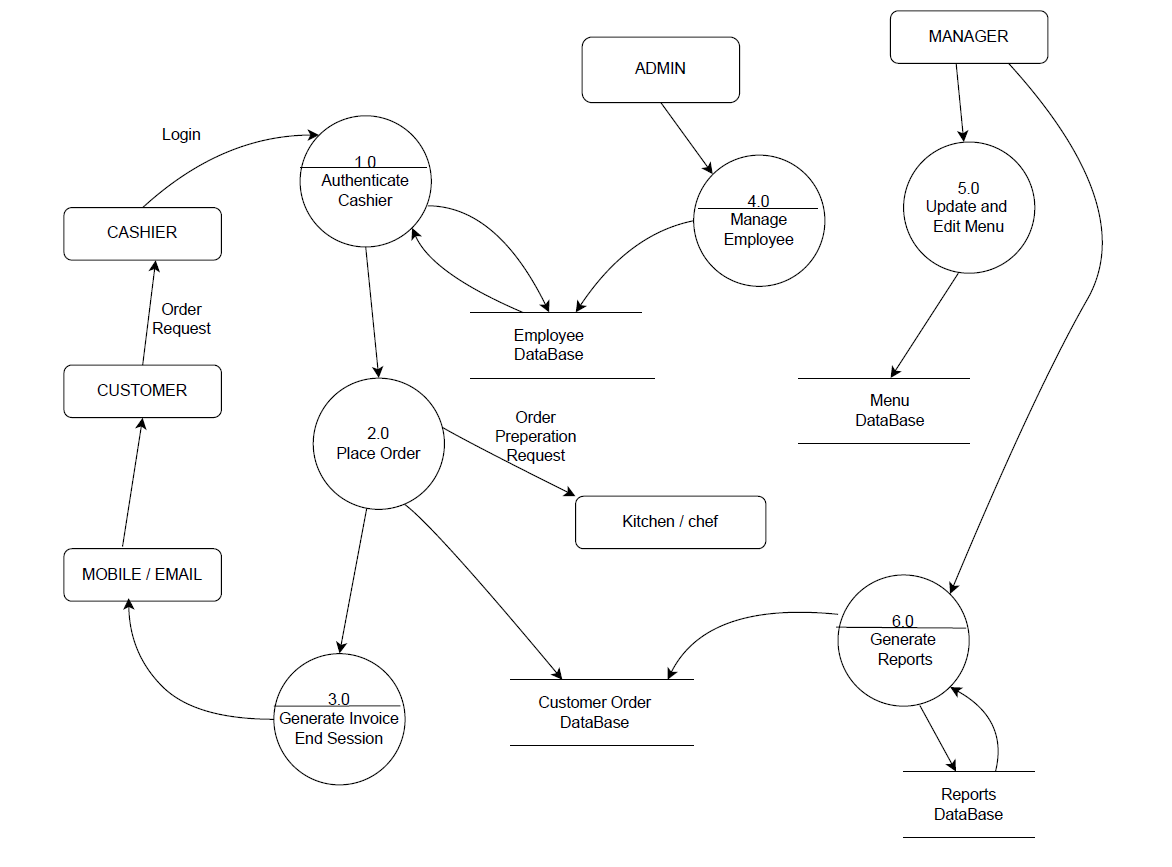 MANAGER
ADMIN
Login
1.0
Authenticate
Cashier
5.0
Update and
Edit Menu
4.0
Manage
Employee
CASHIER
Order
Request
Employee
DataBase
CUSTOMER
Menu
DataBase
2.0
Place Order
Order
Preperation
Request
Kitchen / chef
MOBILE / EMAIL
6.0
Generate
Reports
3.0
Generate Invoice
End Session
Customer Order
DataBase
Reports
DataBase